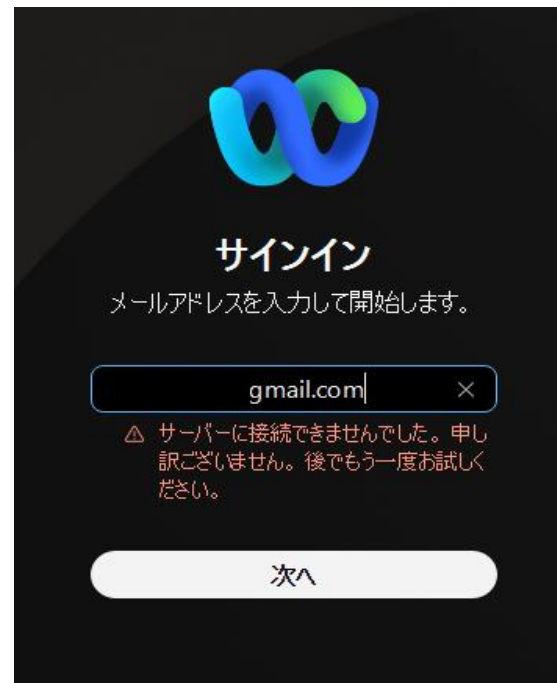 サインイン
メールアドレスを入力して開始します。
gmail.com
サーバーに接続できませんでした。申し
訳ございません。後でもう一度お試しく
ださい。
次へ